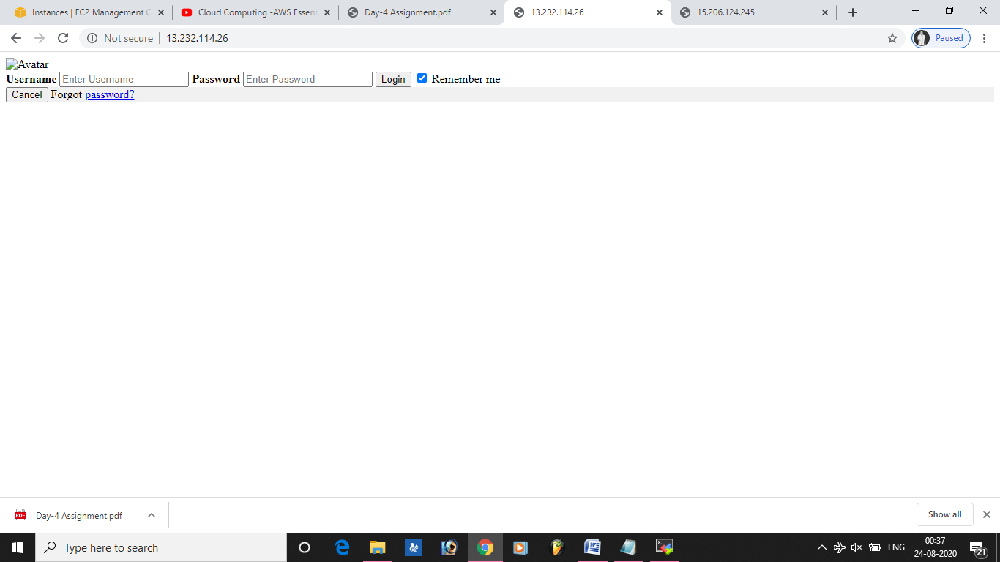 Instances | EC2 Management C
Cloud Computing -AWS Essent
Day-4 Assignment.pdf
13.232.114.26
15.206.124.245
Not secure
13.232.114.26
Paused
Avatar
Username Enter Username Password Enter Password Login Remember me
Cancel Forgot password?
PDF
Day-4 Assignment.pdf
Show all
Type here to search
W
ENG
00:37
24-08-2020
21